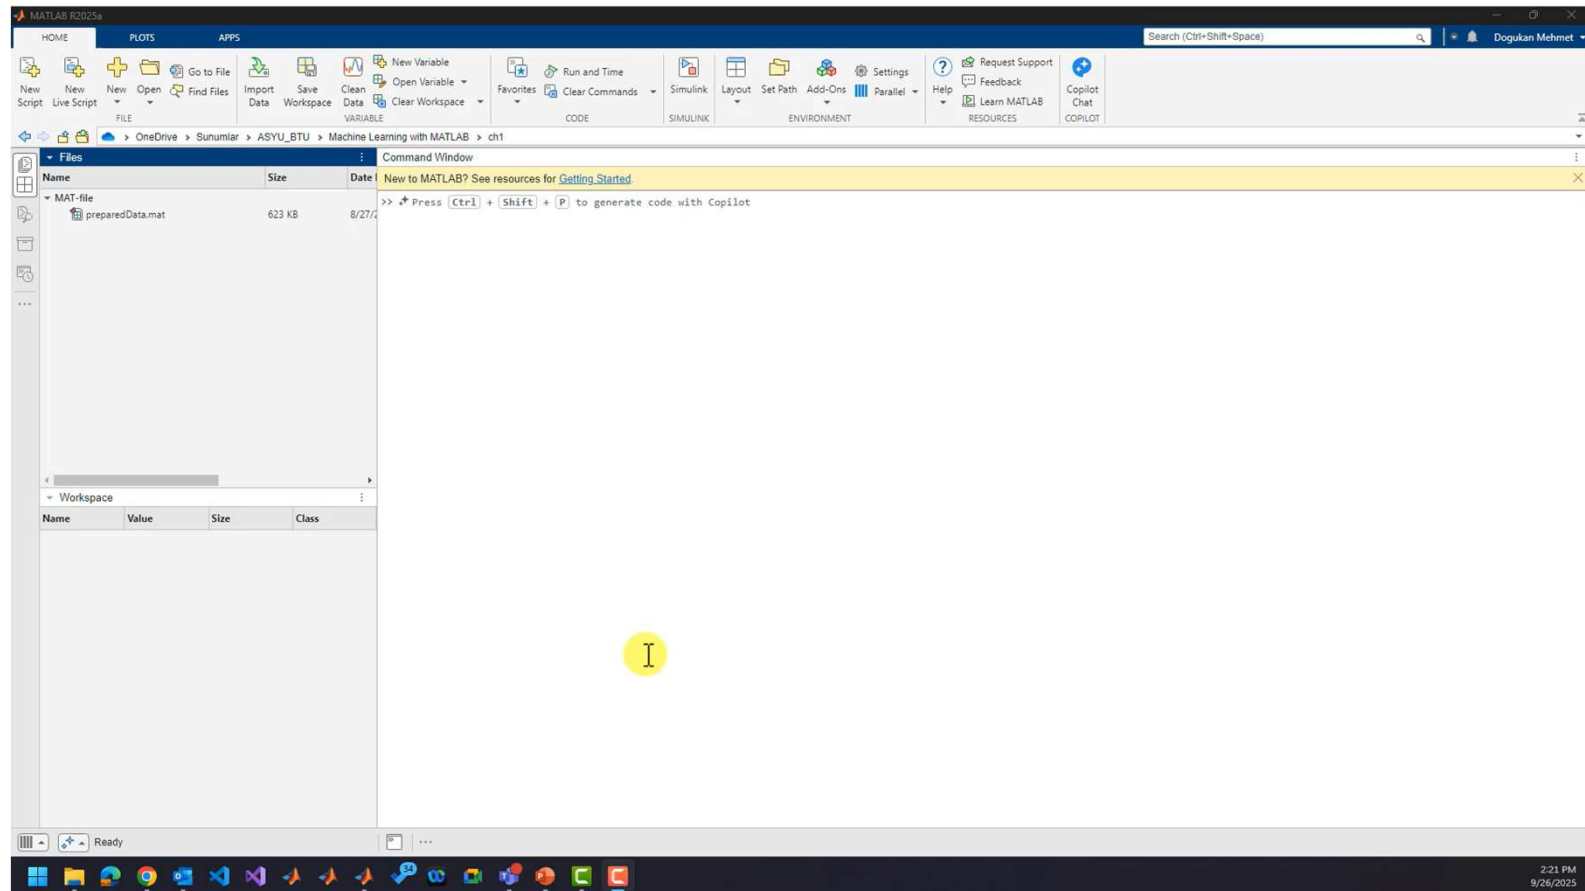 MATLAB R2025a
HOME PLOTS APPS
Search (Ctrl+Shift+Space)
Dogukan Mehmet
New Script
New Live Script
New
Open
Go to File
Find Files
FILE
Import Data
Save Workspace
Clean Data
New Variable
Open Variable
Clear Workspace
VARIABLE
Favorites
Run and Time
Clear Commands
CODE
Simulink
SIMULINK
Layout
Set Path
Add-Ons
Settings
Parallel
ENVIRONMENT
Help
Request Support
Feedback
Learn MATLAB
RESOURCES
Copilot Chat
COPILOT
> OneDrive > Sunumlar > ASYU_BTU > Machine Learning with MATLAB > ch1
Files
Name Size Date
MAT-file
preparedData.mat 623 KB 8/27/2
Workspace
Name Value Size Class
Command Window
New to MATLAB? See resources for Getting Started.
>> Press Ctrl + Shift + P to generate code with Copilot
Ready
34
2:21 PM
9/26/2025